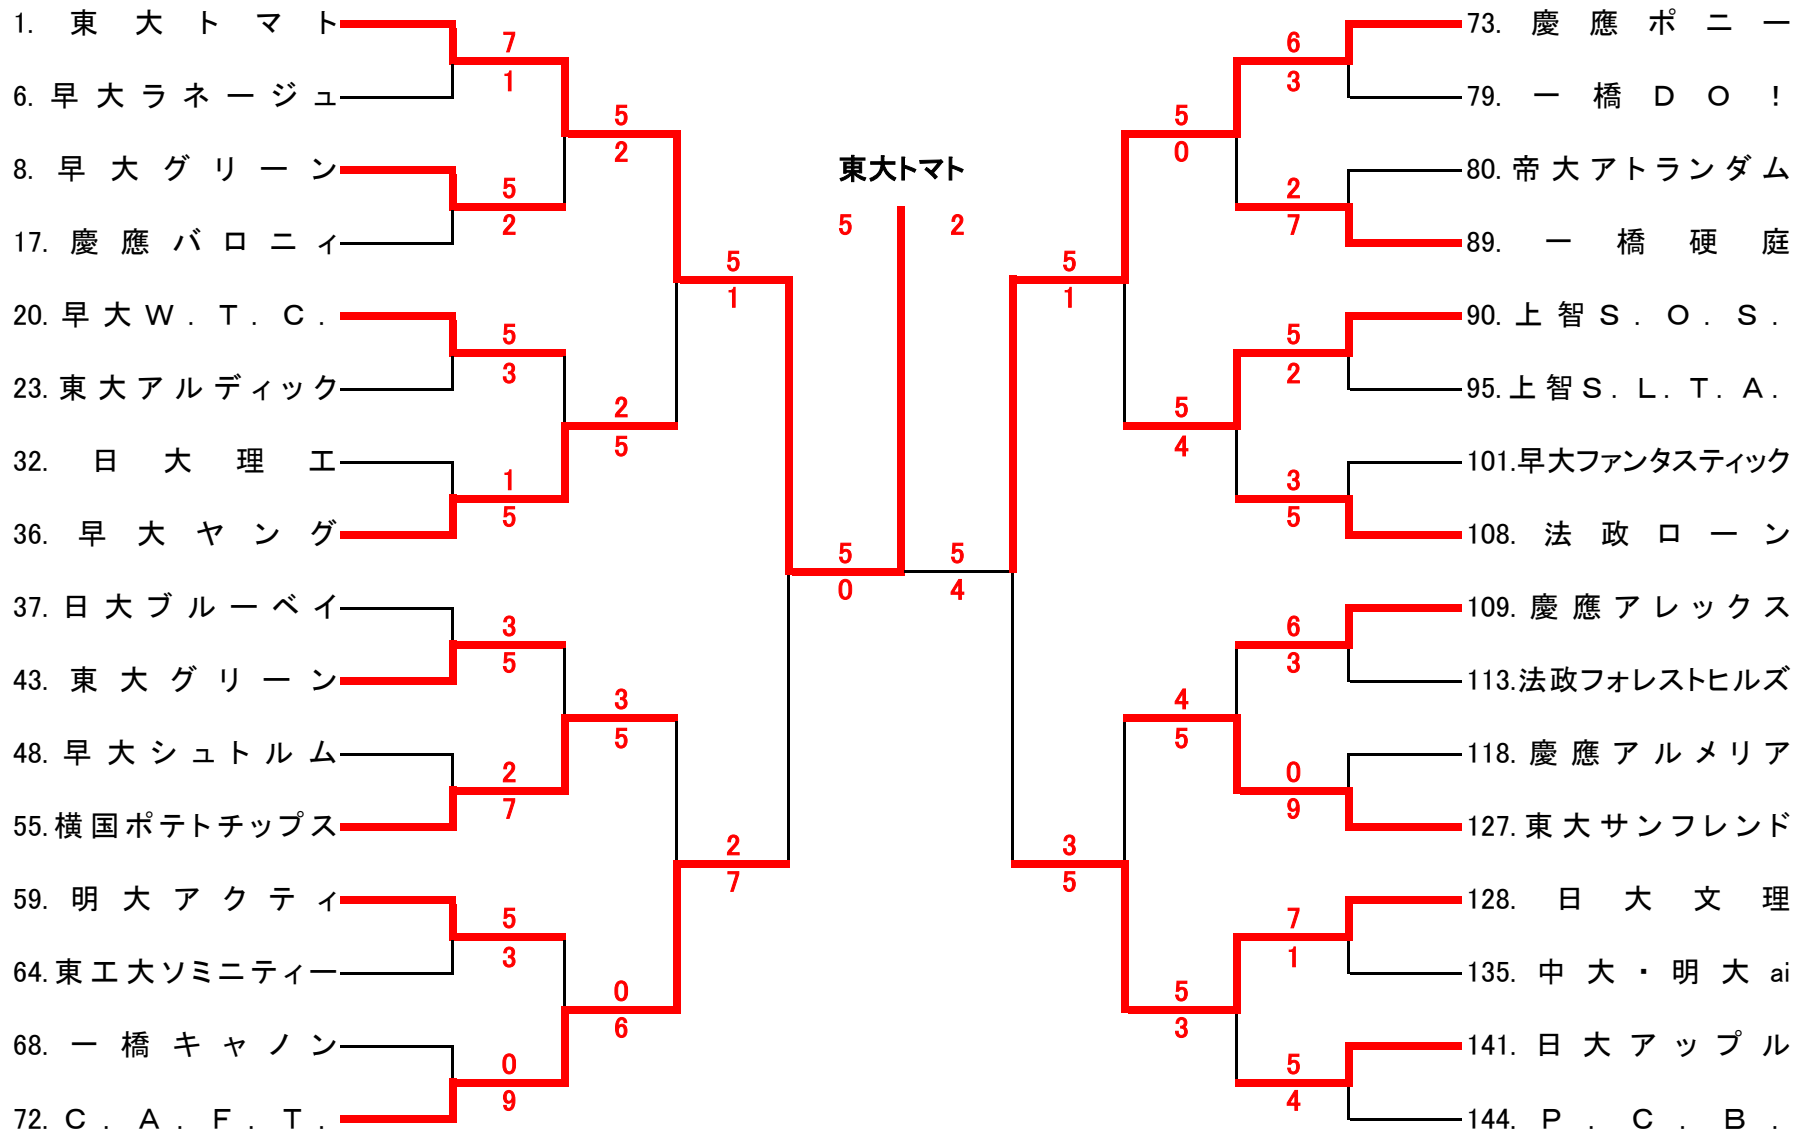 1. 東大トマト
7
1
6. 早大ラネージュ
5
2
8. 早大グリーン
5
2
17. 慶應バロニィ
5
1
20. 早大W.T.C.
5
3
23. 東大アルディック
2
5
32. 日大理工
1
5
36. 早大ヤング
5
0
37. 日大ブルーベイ
3
5
43. 東大グリーン
3
5
48. 早大シュトルム
2
7
55. 横国ポテトチップス
2
7
59. 明大アクティ
5
3
64. 東工大ソミニティー
0
6
68. 一橋キャノン
0
9
72. C.A.F.T.
東大トマト
5 2
73. 慶應ポニー
6
3
79. 一橋DO!
5
0
80. 帝大アトランダム
2
7
89. 一橋硬庭
5
1
90. 上智S.O.S.
5
2
95. 上智S.L.T.A.
5
4
101. 早大ファンタスティック
3
5
108. 法政ローン
5
4
109. 慶應アレックス
6
3
113. 法政フォレストヒルズ
4
5
118. 慶應アルメリア
0
9
127. 東大サンフレンド
3
5
128. 日大文理
7
1
135. 中大・明大ai
5
3
141. 日大アップル
5
4
144. P.C.B.